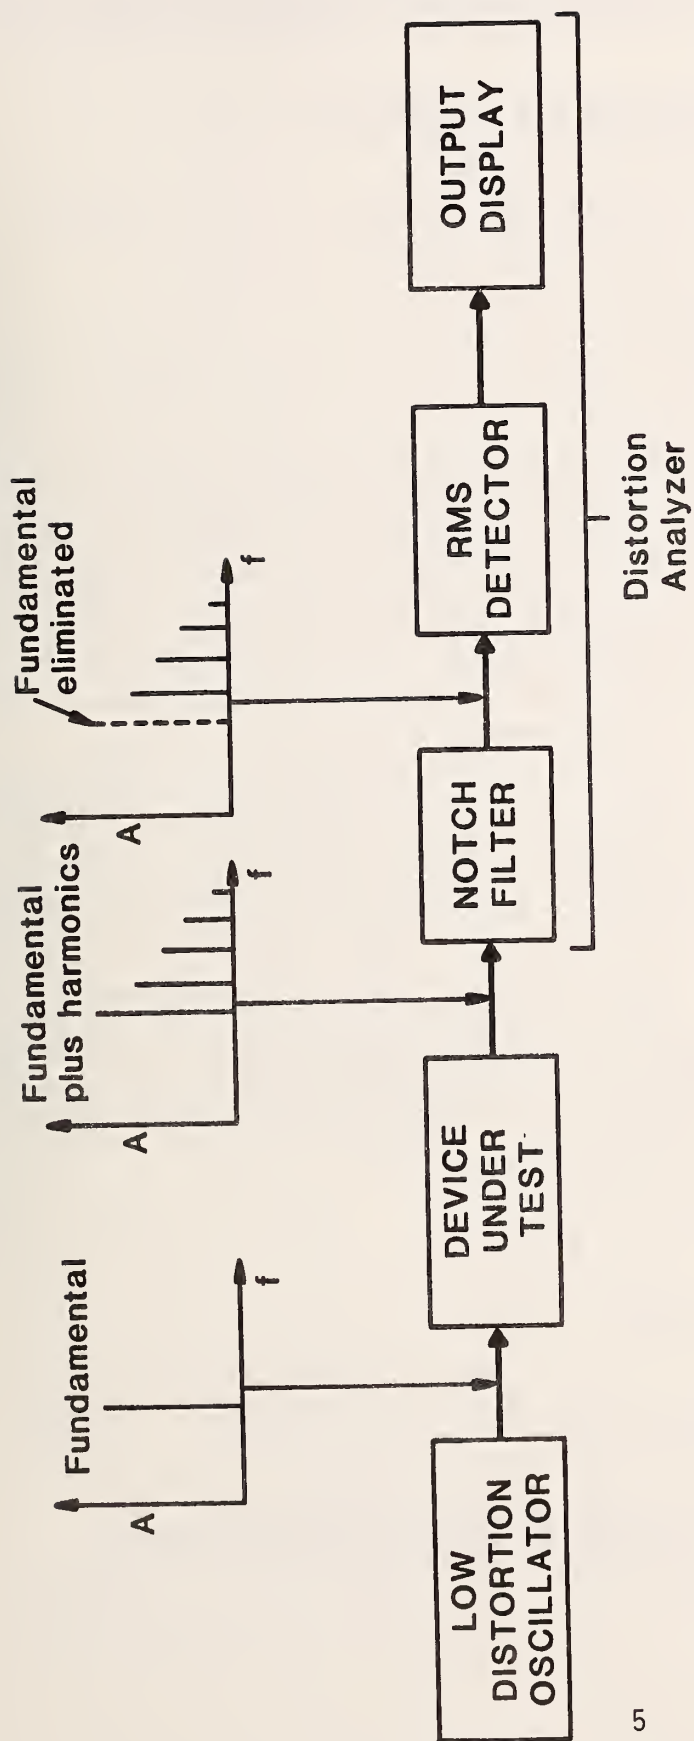 Fundamental
A
f
Fundamental
plus harmonics
A
f
Fundamental
eliminated
A
f
LOW
DISTORTION
OSCILLATOR
DEVICE
UNDER
TEST
NOTCH
FILTER
RMS
DETECTOR
OUTPUT
DISPLAY
Distortion
Analyzer
5